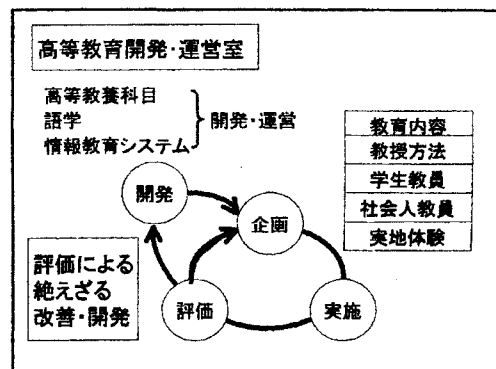 高等教育開発・運営室
高等教養科目
語学
情報教育システム
開発・運営
教育内容
教授方法
学生教員
社会人教員
実地体験
開発
企画
評価による
絶えざる
改善・開発
評価
実施